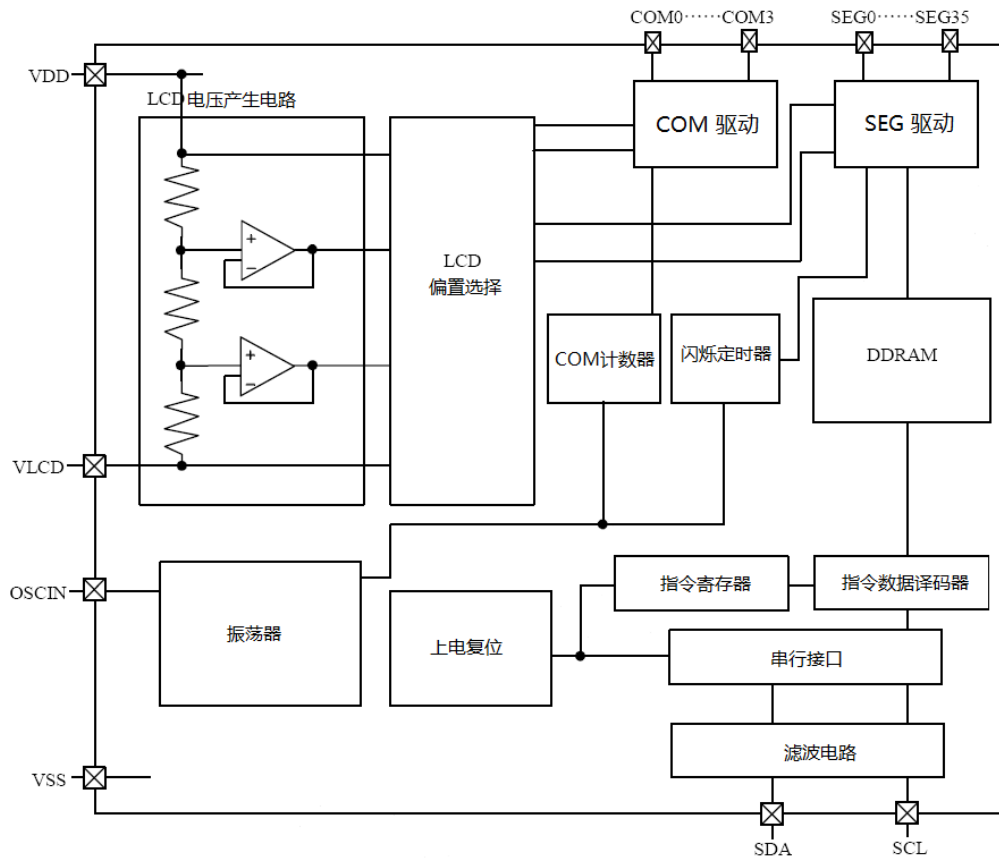 COM0……COM3
SEG0……SEG35
VDD
LCD电压产生电路
COM 驱动
SEG 驱动
+
−
LCD
偏置选择
COM计数器
闪烁定时器
DDRAM
+
−
VLCD
OSCIN
振荡器
上电复位
指令寄存器
指令数据译码器
串行接口
滤波电路
VSS
SDA
SCL